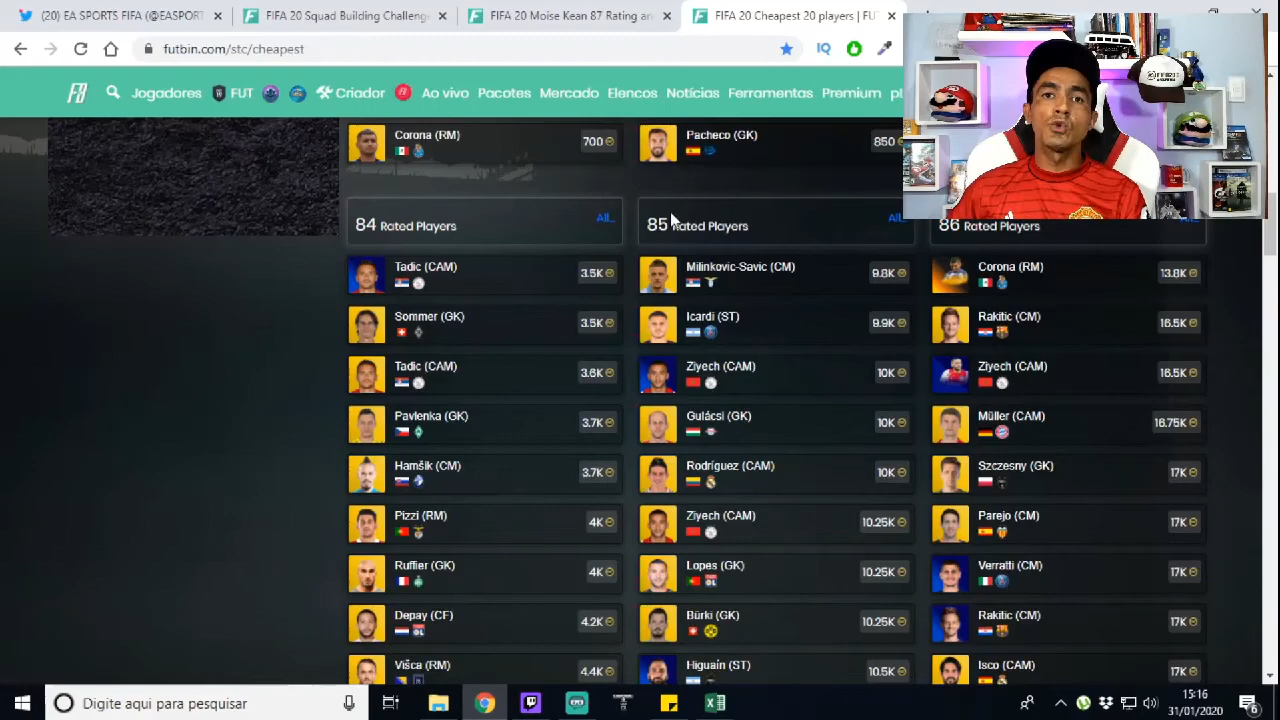 (20) EA SPORTS FIFA (@EASPORT
FIFA
FIFA 20 Moise Kean 87 Rating an
FIFA 20 Cheapest 20 players | FUT
futbin.com/stc/cheapest
Jogadores FUT Criador Ao vivo Pacotes Mercado Elencos Notícias Ferramentas Premium
Corona (RM) 700
Pacheco (GK) 850
84 Rated Players All..
85 Rated Players All..
86 Rated Players All..
Tadic (CAM) 3.5K
Milinkovic-Savic (CM) 9.8K
Corona (RM) 13.8K
Sommer (GK) 3.5K
Icardi (ST) 9.9K
Rakitic (CM) 16.5K
Tadic (CAM) 3.6K
Ziyech (CAM) 10K
Ziyech (CAM) 16.5K
Pavlenka (GK) 3.7K
Gulácsi (GK) 10K
Müller (CAM) 16.75K
Hamšík (CM) 3.7K
Rodríguez (CAM) 10K
Szczesny (GK) 17K
Pizzi (RM) 4K
Ziyech (CAM) 10.25K
Parejo (CM) 17K
Ruffier (GK) 4K
Lopes (GK) 10.25K
Verratti (CM) 17K
Depay (CF) 4.2K
Bürki (GK) 10.25K
Rakitic (CM) 17K
Višca (RM) 4.4K
Higuaín (ST) 10.5K
Isco (CAM) 17K
Digite aqui para pesquisar
15:16
31/01/2020
6